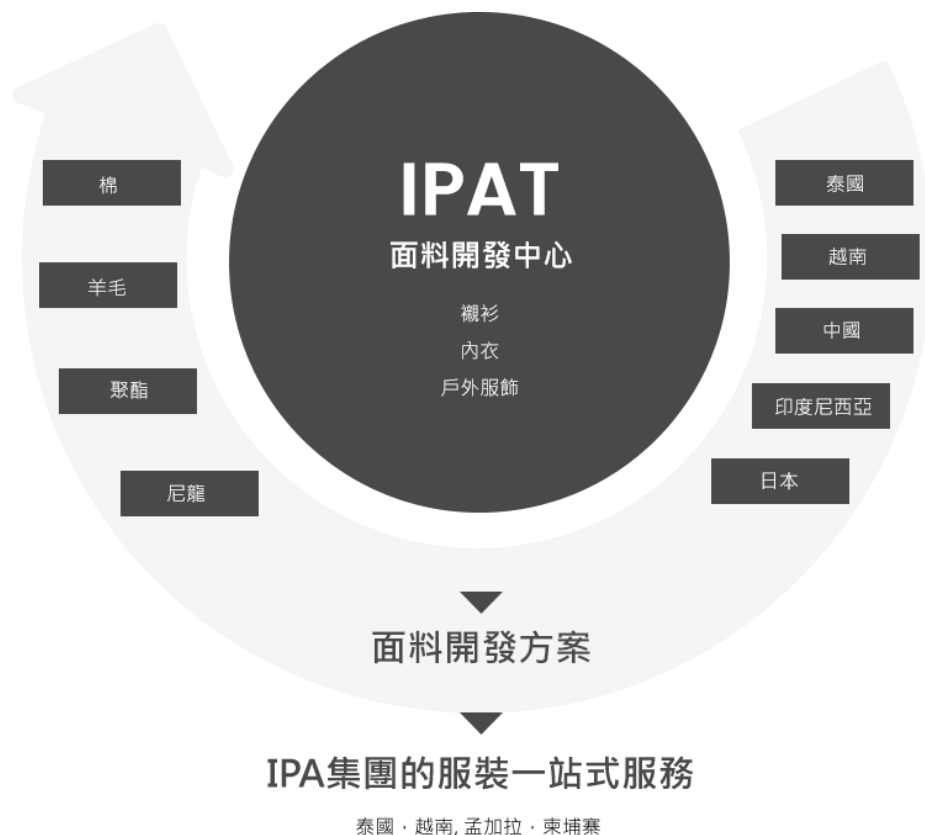 IPAT
面料開發中心
襯衫
內衣
戶外服飾
棉
羊毛
聚酯
尼龍
泰國
越南
中國
印度尼西亞
日本
面料開發方案
IPA集團的服裝一站式服務
泰國 · 越南, 孟加拉 · 柬埔寨